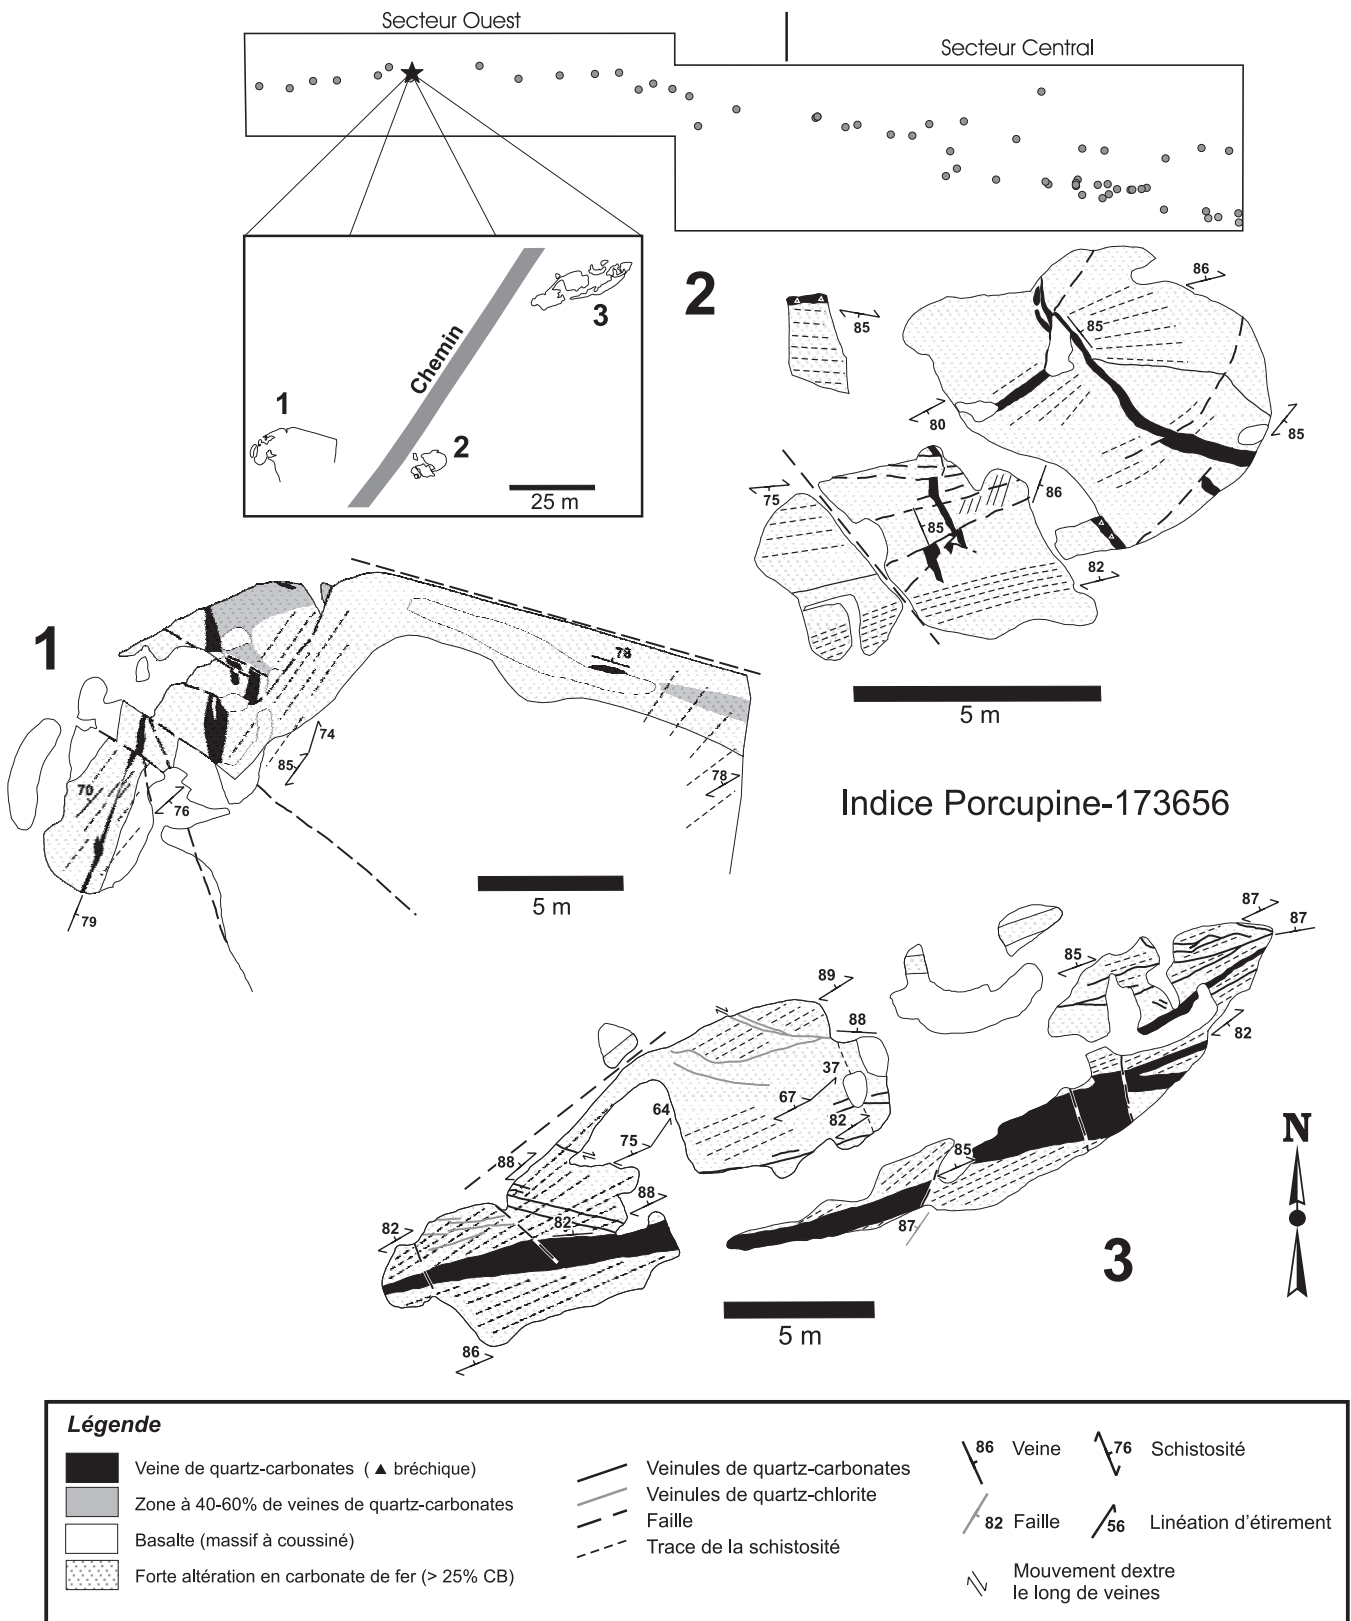 Secteur Ouest
Secteur Central
Chemin
1
2
3
25 m
2
86
85
85
80
85
75
86
85
82
5 m
1
78
74
85
78
70
76
79
5 m
Indice Porcupine-173656
87
87
85
89
88
82
37
67
64
82
75
88
85
88
82
82
87
86
3
N
5 m
Légende
Veine de quartz-carbonates ( ▲ bréchique)
Zone à 40-60% de veines de quartz-carbonates
Basalte (massif à coussiné)
Forte altération en carbonate de fer (> 25% CB)
Veinules de quartz-carbonates
Veinules de quartz-chlorite
Faille
Trace de la schistosité
86 Veine
76 Schistosité
82 Faille
56 Linéation d'étirement
Mouvement dextre
le long de veines